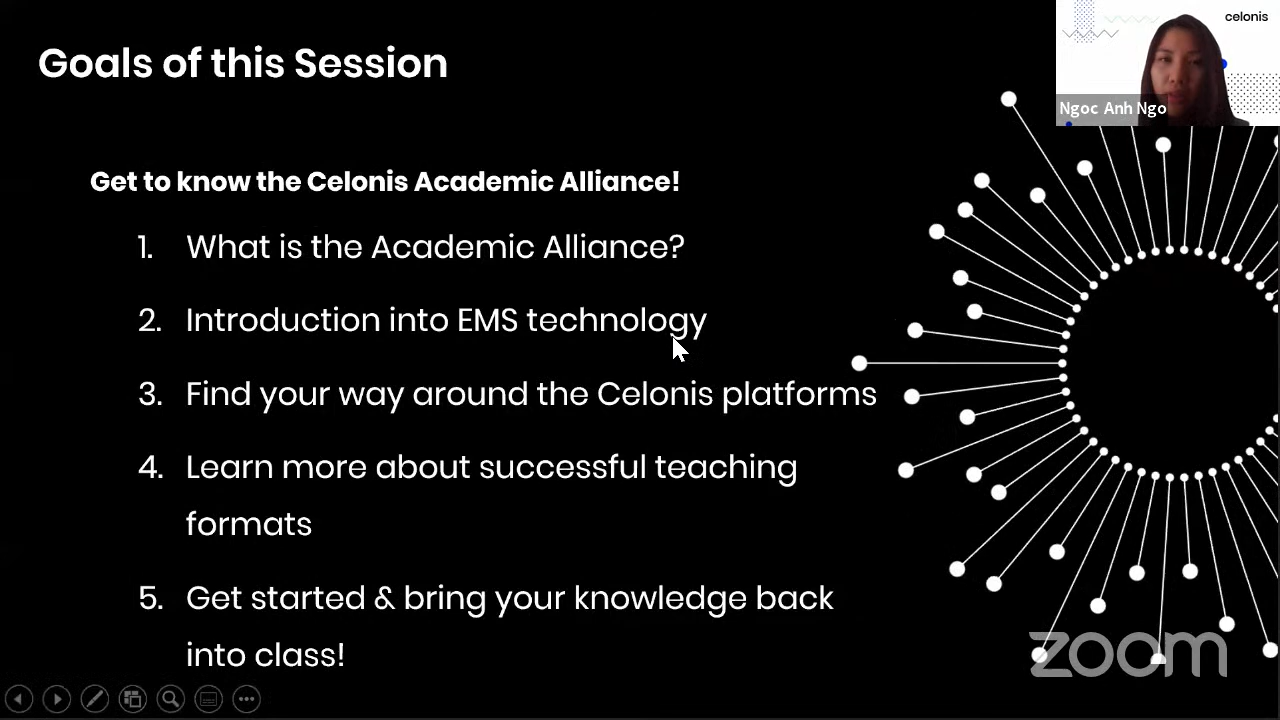 Goals of this Session
celonis
Ngoc Anh Ngo
Get to know the Celonis Academic Alliance!
1. What is the Academic Alliance?
2. Introduction into EMS technology
3. Find your way around the Celonis platforms
4. Learn more about successful teaching
formats
5. Get started & bring your knowledge back
into class!
zoom